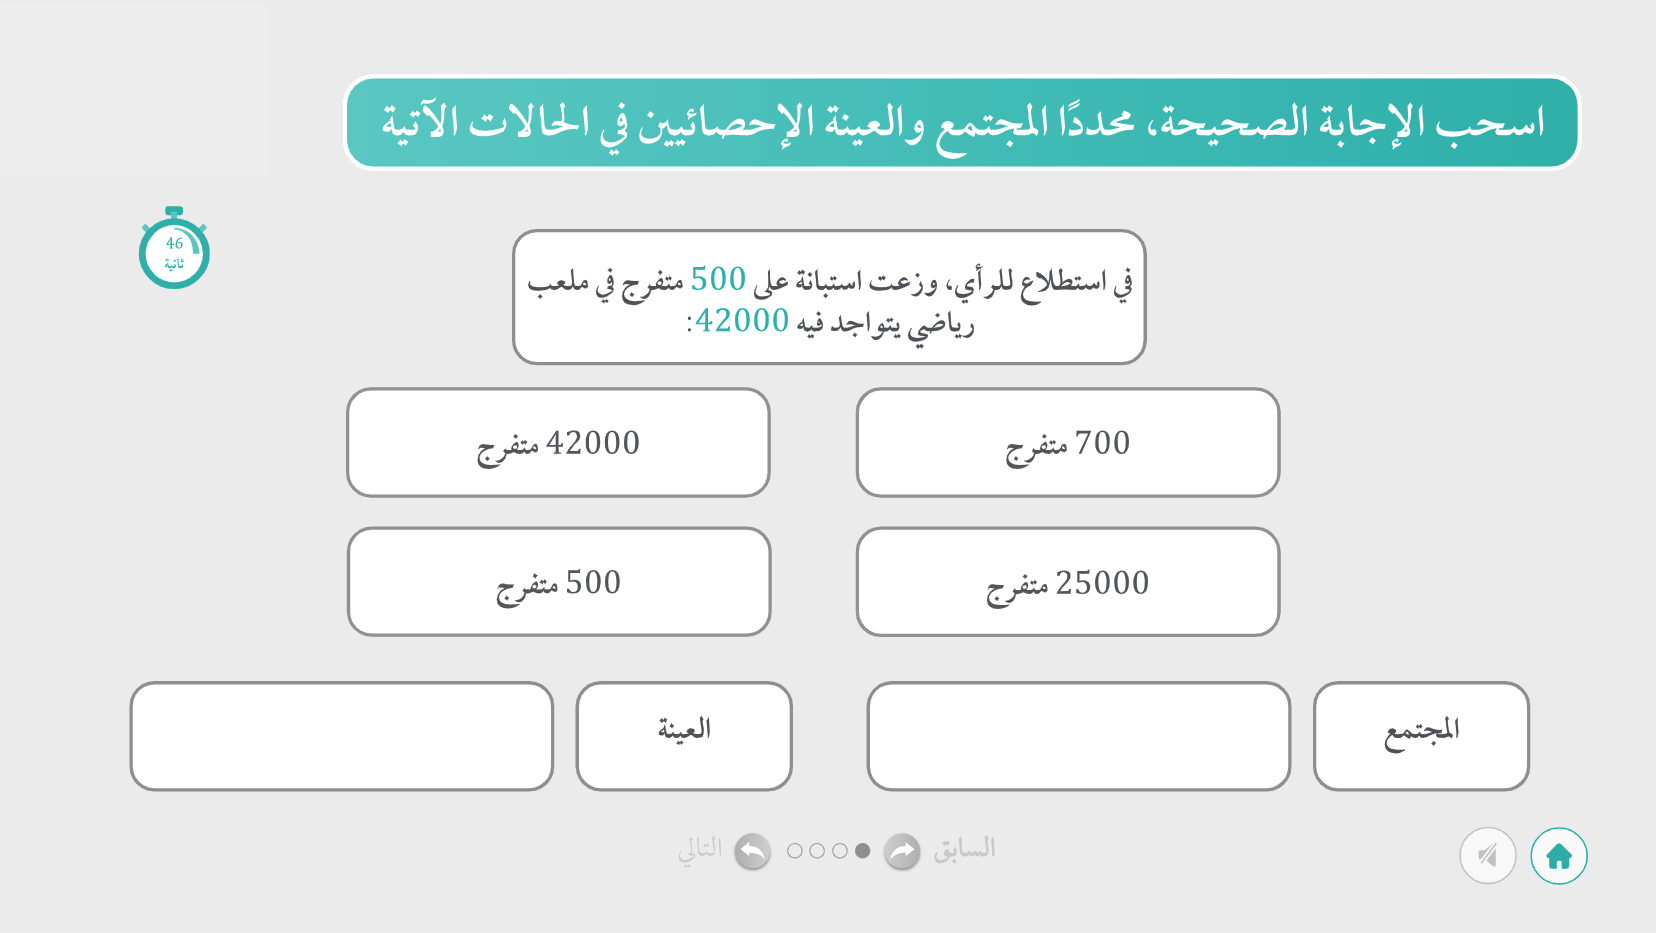 اسحب الإجابة الصحيحة، محددًا المجتمع والعينة الإحصائيين في الحالات الآتية
46
ثانية
في استطلاع للرأي، وزعت استبانة على 500 متفرج في ملعب
رياضي يتواجد فيه 42000:
700 متفرج
42000 متفرج
25000 متفرج
500 متفرج
المجتمع
العينة
السابق
التالي